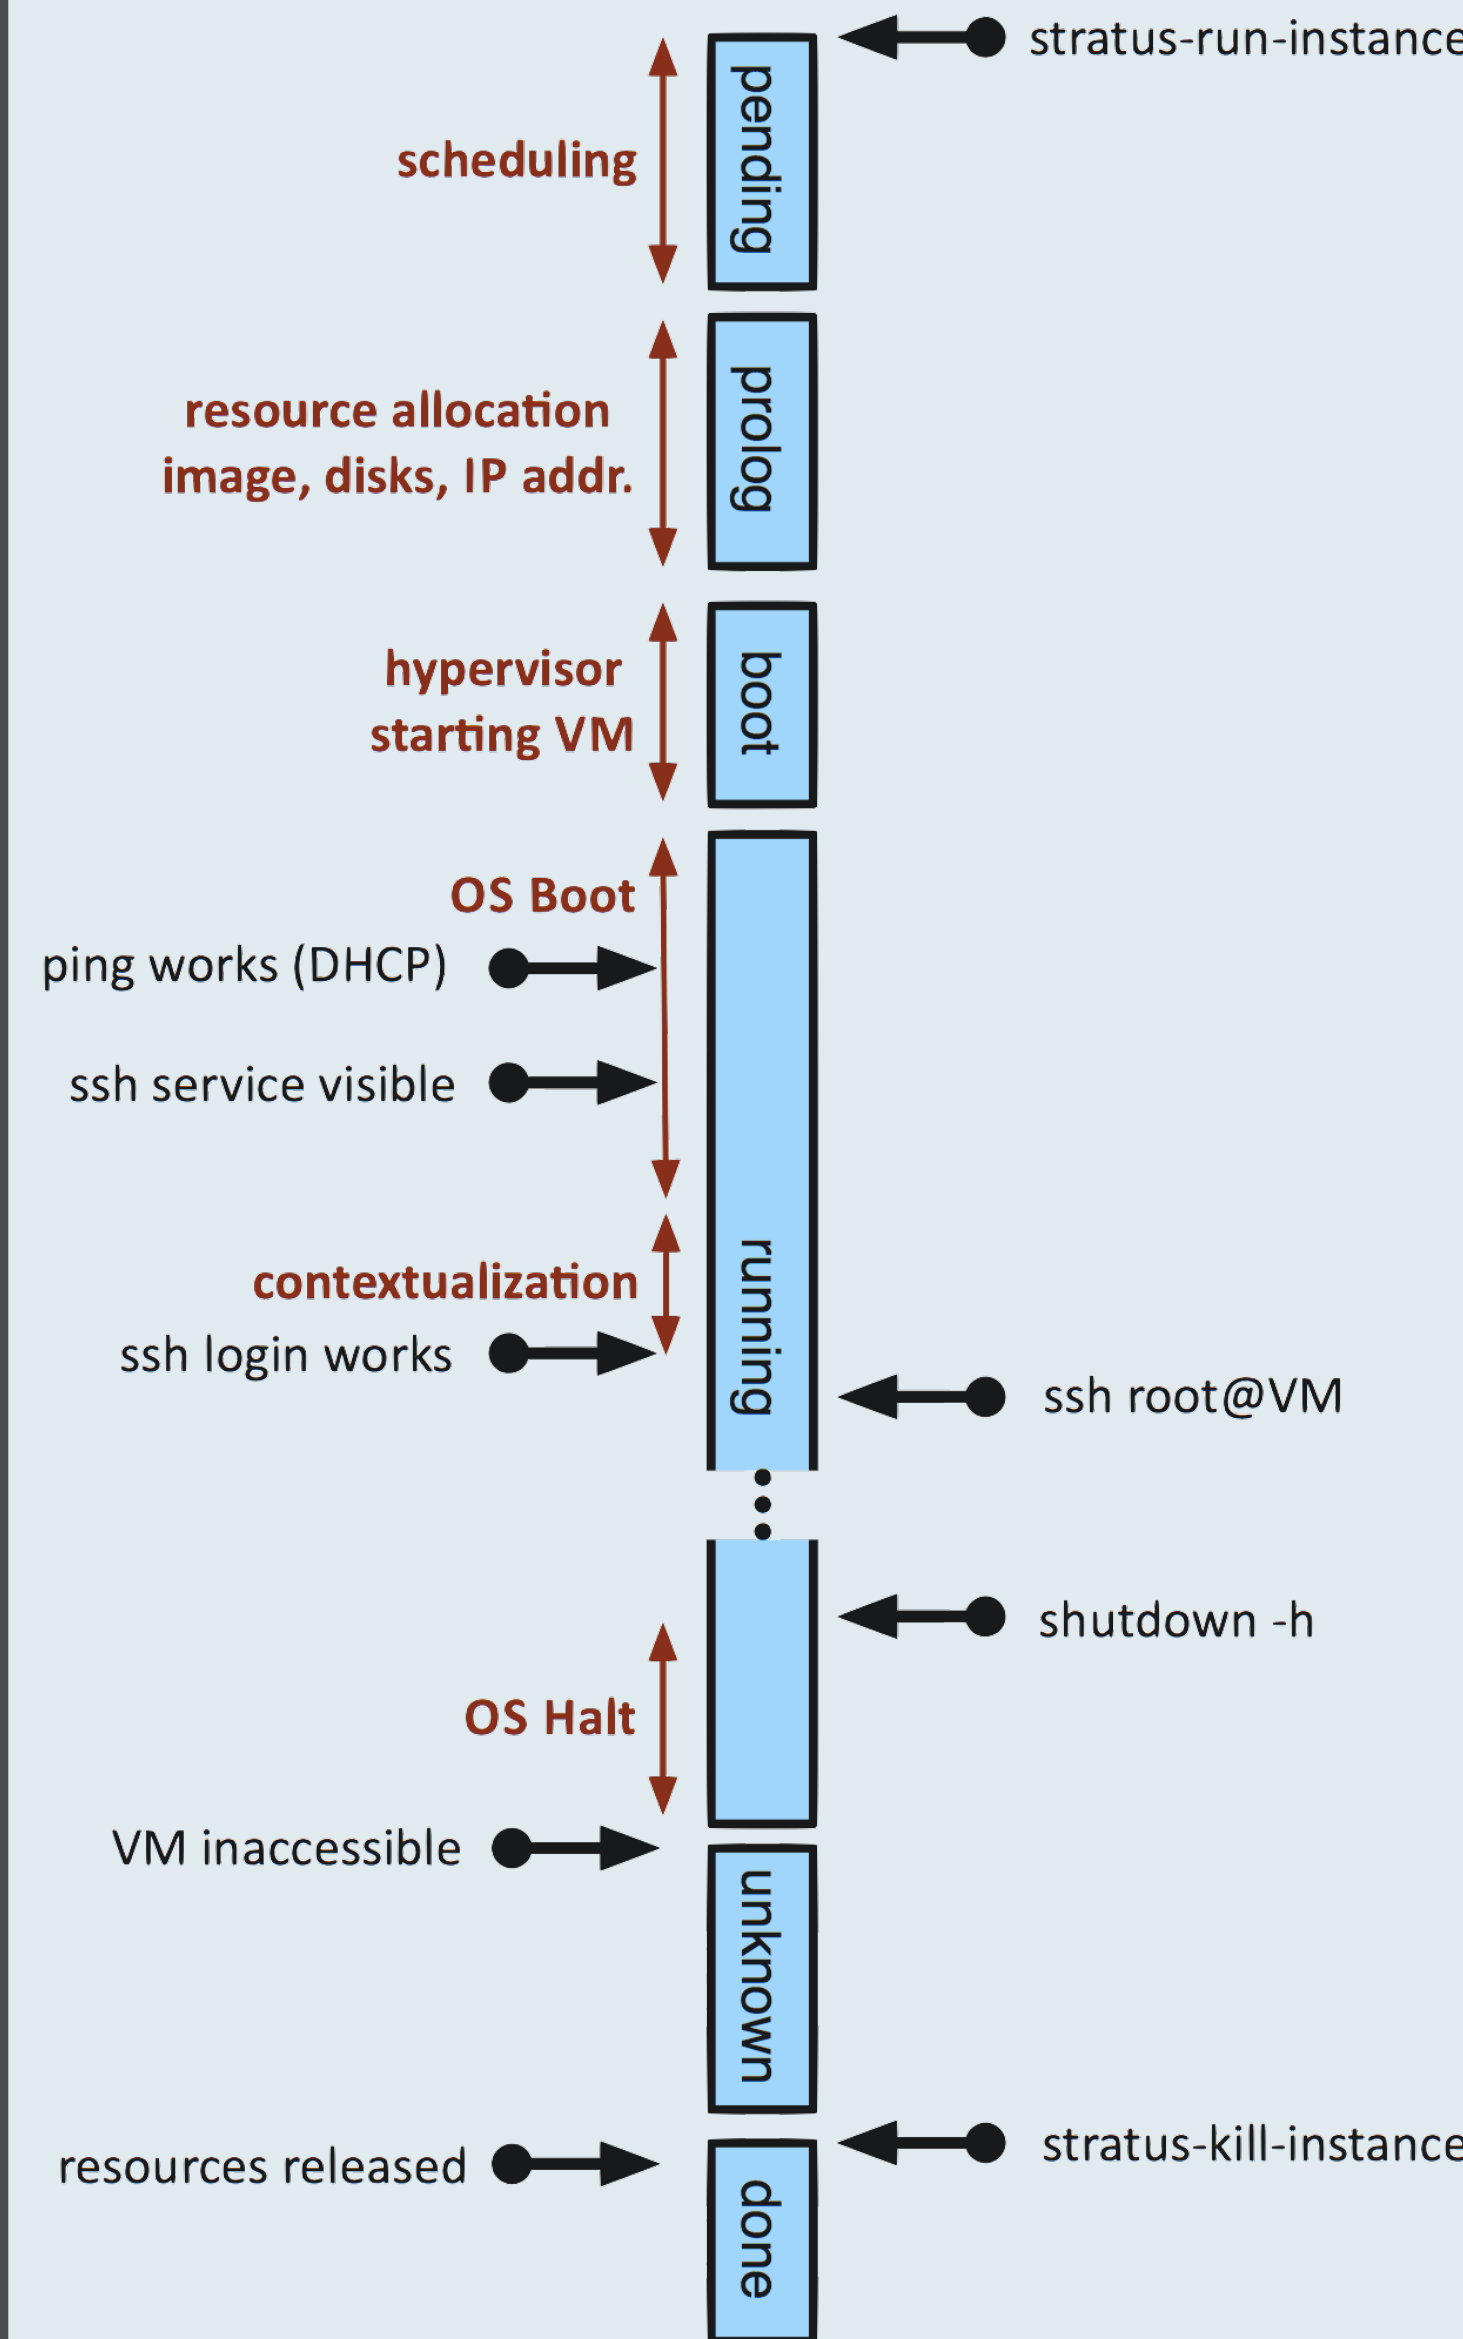 stratus-run-instance
pending
scheduling
prolog
resource allocation
image, disks, IP addr.
boot
hypervisor
starting VM
OS Boot
ping works (DHCP)
ssh service visible
running
contextualization
ssh login works
ssh root@VM
shutdown -h
OS Halt
VM inaccessible
unknown
stratus-kill-instance
resources released
done